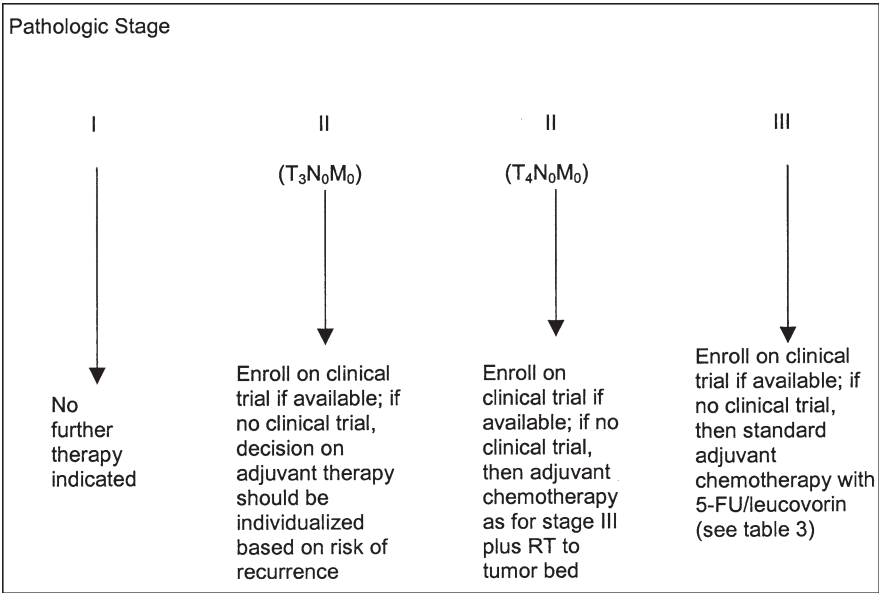 Pathologic Stage
I
II
II
III
(T₃N₀M₀)
(T₄N₀M₀)
No
further
therapy
indicated
Enroll on clinical
trial if available; if
no clinical trial,
decision on
adjuvant therapy
should be
individualized
based on risk of
recurrence
Enroll on
clinical trial if
available; if no
clinical trial,
then adjuvant
chemotherapy
as for stage III
plus RT to
tumor bed
Enroll on clinical
trial if available; if
no clinical trial,
then standard
adjuvant
chemotherapy with
5-FU/leucovorin
(see table 3)